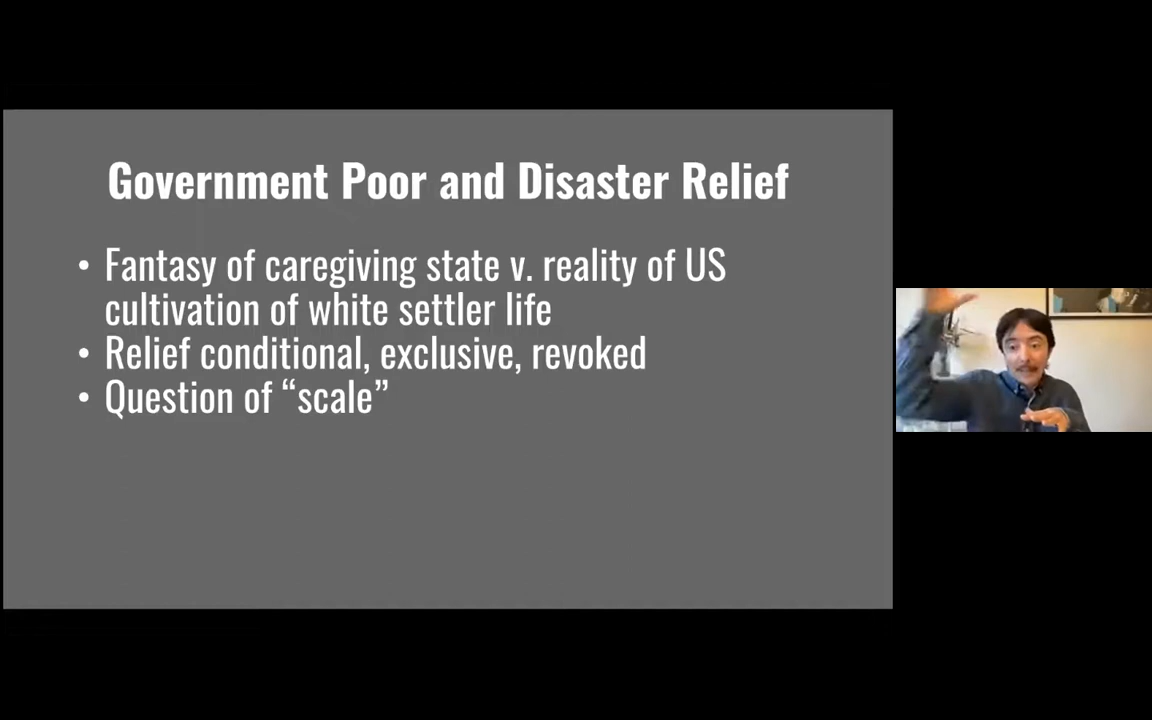 Government Poor and Disaster Relief
• Fantasy of caregiving state v. reality of US
cultivation of white settler life
• Relief conditional, exclusive, revoked
• Question of “scale”